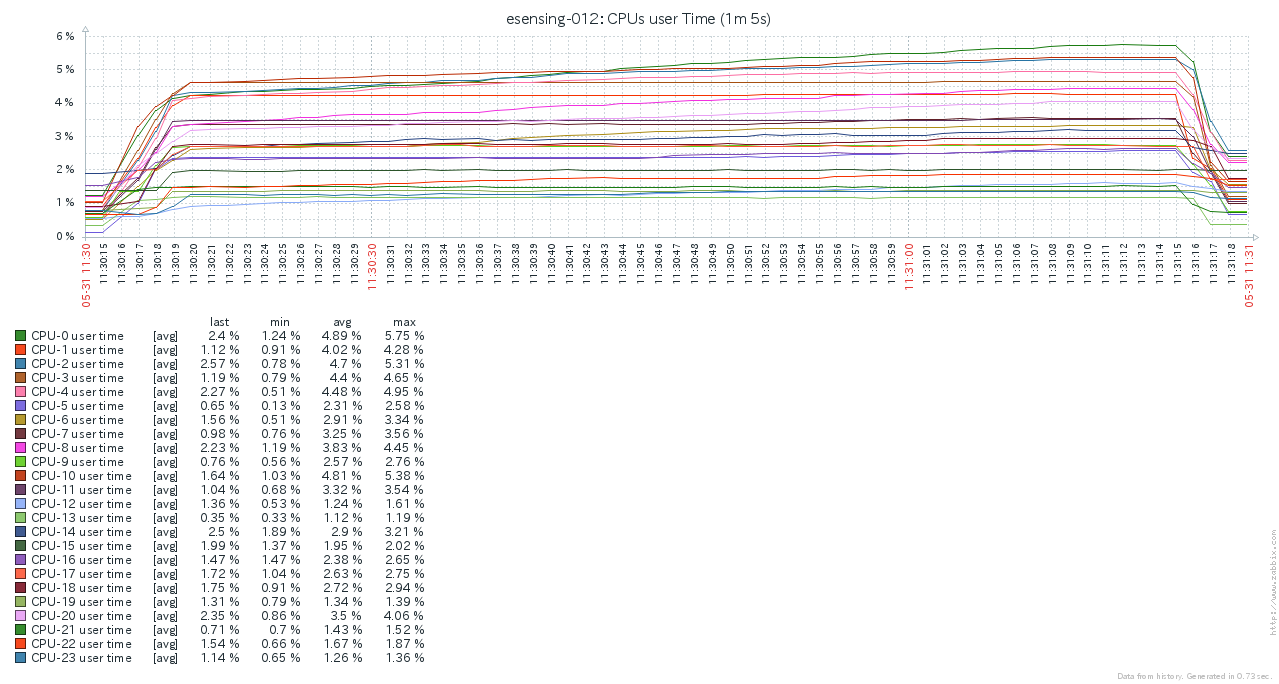 esensing-012: CPUs user Time (1m 5s)
6 %
5 %
4 %
3 %
2 %
1 %
0 %
05-31 11:30 11:30:15 11:30:16 11:30:17 11:30:18 11:30:19 11:30:20 11:30:21 11:30:22 11:30:23 11:30:24 11:30:25 11:30:26 11:30:27 11:30:28 11:30:29 11:30:30 11:30:31 11:30:32 11:30:33 11:30:34 11:30:35 11:30:36 11:30:37 11:30:38 11:30:39 11:30:40 11:30:41 11:30:42 11:30:43 11:30:44 11:30:45 11:30:46 11:30:47 11:30:48 11:30:49 11:30:50 11:30:51 11:30:52 11:30:53 11:30:54 11:30:55 11:30:56 11:30:57 11:30:58 11:30:59 11:31:00 11:31:01 11:31:02 11:31:03 11:31:04 11:31:05 11:31:06 11:31:07 11:31:08 11:31:09 11:31:10 11:31:11 11:31:12 11:31:13 11:31:14 11:31:15 11:31:16 11:31:17 11:31:18 05-31 11:31
last min avg max
CPU-0 user time [avg] 2.4 % 1.24 % 4.89 % 5.75 %
CPU-1 user time [avg] 1.12 % 0.91 % 4.02 % 4.28 %
CPU-2 user time [avg] 2.57 % 0.78 % 4.7 % 5.31 %
CPU-3 user time [avg] 1.19 % 0.79 % 4.4 % 4.65 %
CPU-4 user time [avg] 2.27 % 0.51 % 4.48 % 4.95 %
CPU-5 user time [avg] 0.65 % 0.13 % 2.31 % 2.58 %
CPU-6 user time [avg] 1.56 % 0.51 % 2.91 % 3.34 %
CPU-7 user time [avg] 0.98 % 0.76 % 3.25 % 3.56 %
CPU-8 user time [avg] 2.23 % 1.19 % 3.83 % 4.45 %
CPU-9 user time [avg] 0.76 % 0.56 % 2.57 % 2.76 %
CPU-10 user time [avg] 1.64 % 1.03 % 4.81 % 5.38 %
CPU-11 user time [avg] 1.04 % 0.68 % 3.32 % 3.54 %
CPU-12 user time [avg] 1.36 % 0.53 % 1.24 % 1.61 %
CPU-13 user time [avg] 0.35 % 0.33 % 1.12 % 1.19 %
CPU-14 user time [avg] 2.5 % 1.89 % 2.9 % 3.21 %
CPU-15 user time [avg] 1.99 % 1.37 % 1.95 % 2.02 %
CPU-16 user time [avg] 1.47 % 1.47 % 2.38 % 2.65 %
CPU-17 user time [avg] 1.72 % 1.04 % 2.63 % 2.75 %
CPU-18 user time [avg] 1.75 % 0.91 % 2.72 % 2.94 %
CPU-19 user time [avg] 1.31 % 0.79 % 1.34 % 1.39 %
CPU-20 user time [avg] 2.35 % 0.86 % 3.5 % 4.06 %
CPU-21 user time [avg] 0.71 % 0.7 % 1.43 % 1.52 %
CPU-22 user time [avg] 1.54 % 0.66 % 1.67 % 1.87 %
CPU-23 user time [avg] 1.14 % 0.65 % 1.26 % 1.36 %
http://www.zabbix.com
Data from history. Generated in 0.73 sec.